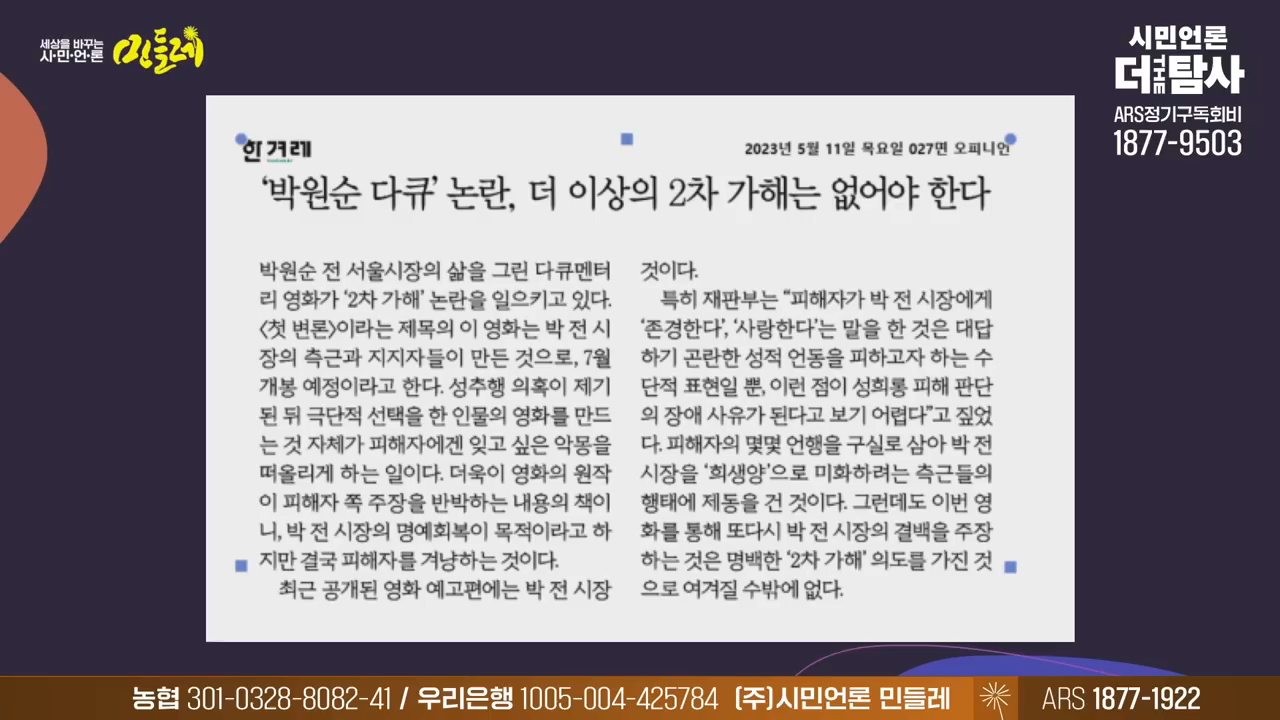 세상을 바꾸는
시·민·언·론
민들레
시민언론
더탐사
ARS정기구독회비
1877-9503
한겨레
2023년 5월 11일 목요일 027면 오피니언
‘박원순 다큐’ 논란, 더 이상의 2차 가해는 없어야 한다
박원순 전 서울시장의 삶을 그린 다큐멘터
리 영화가 ‘2차 가해’ 논란을 일으키고 있다.
〈첫 변론〉이라는 제목의 이 영화는 박 전 시
장의 측근과 지지자들이 만든 것으로, 7월
개봉 예정이라고 한다. 성추행 의혹이 제기
된 뒤 극단적 선택을 한 인물의 영화를 만드
는 것 자체가 피해자에겐 잊고 싶은 악몽을
떠올리게 하는 일이다. 더욱이 영화의 원작
이 피해자 쪽 주장을 반박하는 내용의 책이
니, 박 전 시장의 명예회복이 목적이라고 하
지만 결국 피해자를 겨냥하는 것이다.
최근 공개된 영화 예고편에는 박 전 시장
것이다.
특히 재판부는 “피해자가 박 전 시장에게
‘존경한다’, ‘사랑한다’는 말을 한 것은 대답
하기 곤란한 성적 언동을 피하고자 하는 수
단적 표현일 뿐, 이런 점이 성희롱 피해 판단
의 장애 사유가 된다고 보기 어렵다”고 짚었
다. 피해자의 몇몇 언행을 구실로 삼아 박 전
시장을 ‘희생양’으로 미화하려는 측근들의
행태에 제동을 건 것이다. 그런데도 이번 영
화를 통해 또다시 박 전 시장의 결백을 주장
하는 것은 명백한 ‘2차 가해’ 의도를 가진 것
으로 여겨질 수밖에 없다.
농협 301-0328-8082-41 / 우리은행 1005-004-425784 (주)시민언론 민들레
ARS 1877-1922